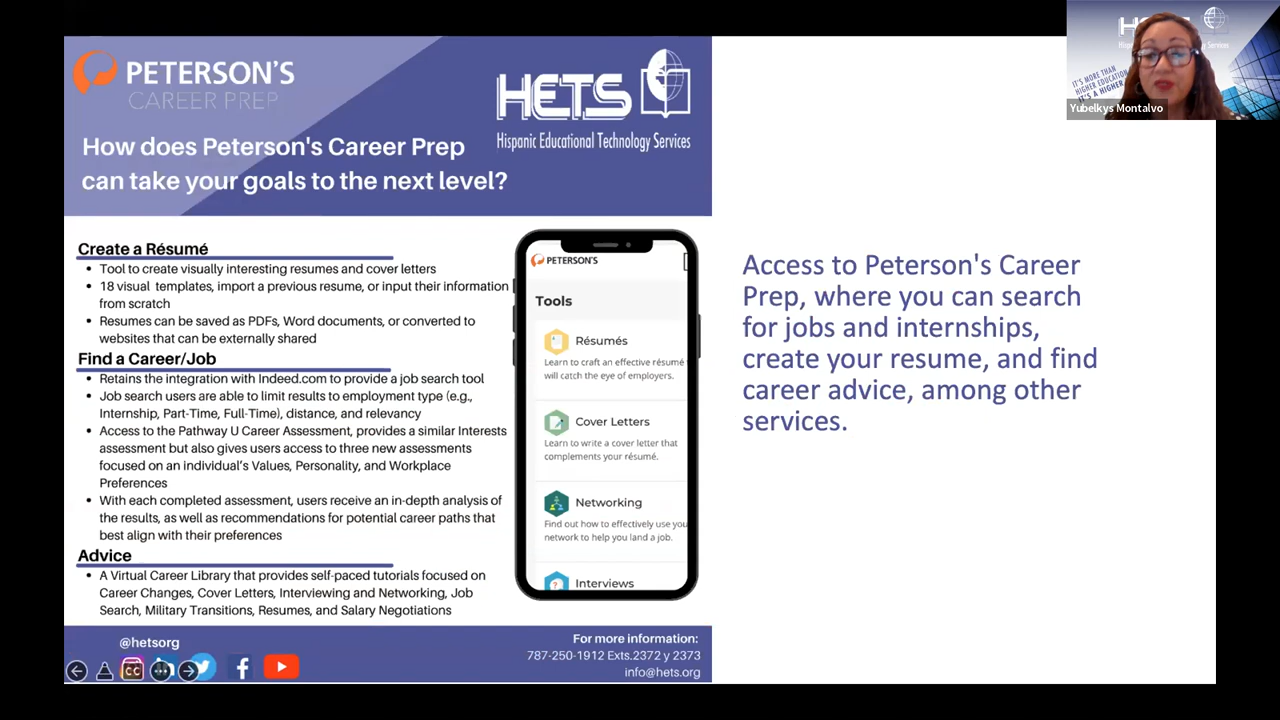 PETERSON'S
CAREER PREP
HETS
Hispanic Educational Technology Services
How does Peterson's Career Prep
can take your goals to the next level?
Create a Résumé
• Tool to create visually interesting resumes and cover letters
• 18 visual templates, import a previous resume, or input their information
from scratch
• Resumes can be saved as PDFs, Word documents, or converted to
websites that can be externally shared
Find a Career/Job
• Retains the integration with Indeed.com to provide a job search tool
• Job search users are able to limit results to employment type (e.g.,
Internship, Part-Time, Full-Time), distance, and relevancy
• Access to the Pathway U Career Assessment, provides a similar Interests
assessment but also gives users access to three new assessments
focused on an individual's Values, Personality, and Workplace
Preferences
• With each completed assessment, users receive an in-depth analysis of
the results, as well as recommendations for potential career paths that
best align with their preferences
Advice
• A Virtual Career Library that provides self-paced tutorials focused on
Career Changes, Cover Letters, Interviewing and Networking, Job
Search, Military Transitions, Resumes, and Salary Negotiations
PETERSON'S
Tools
Résumés
Learn to craft an effective résumé
will catch the eye of employers.
Cover Letters
Learn to write a cover letter that
complements your résumé.
Networking
Find out how to effectively use you
network to help you land a job.
Interviews
@hetsorg
CC
For more information:
787-250-1912 Exts.2372 y 2373
info@hets.org
Access to Peterson's Career
Prep, where you can search
for jobs and internships,
create your resume, and find
career advice, among other
services.
IT'S MORE THAN
HIGHER EDUCATION
IT'S A HIGHER
Yubelkys Montalvo